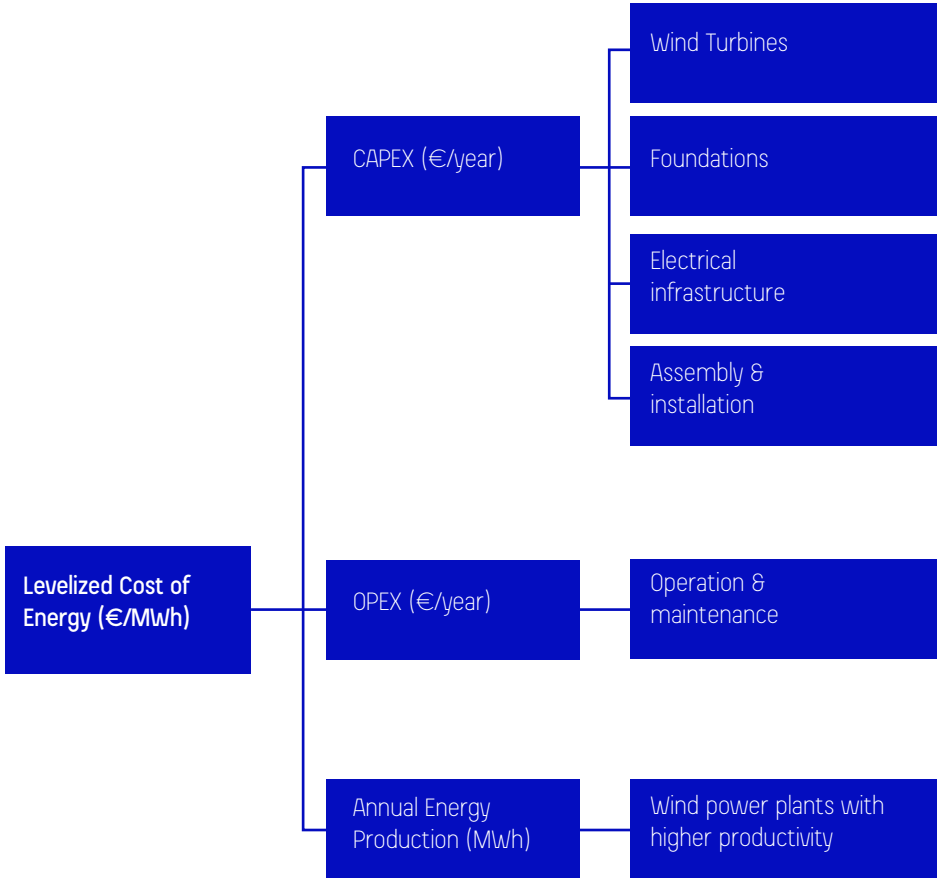 Wind Turbines
CAPEX (€/year)
Foundations
Electrical
infrastructure
Assembly &
installation
Levelized Cost of
Energy (€/MWh)
OPEX (€/year)
Operation &
maintenance
Annual Energy
Production (MWh)
Wind power plants with
higher productivity